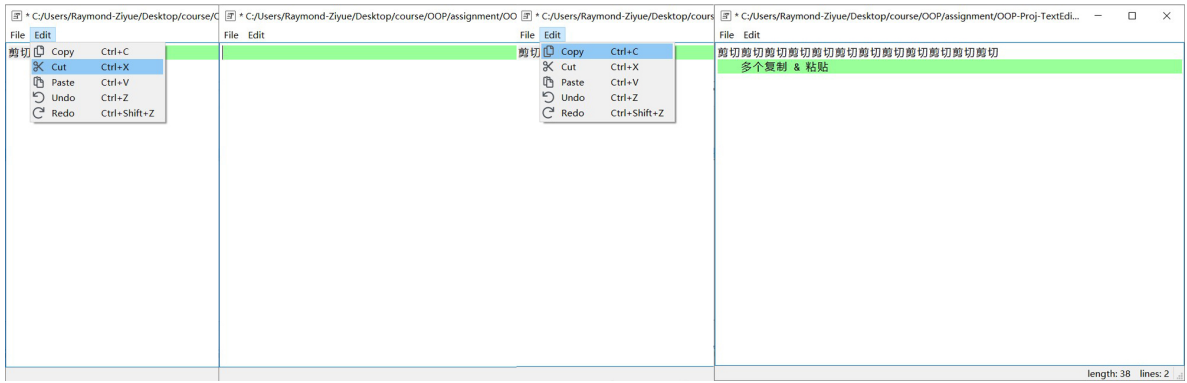 * C:/Users/Raymond-Ziyue/Desktop/course/C
File Edit
剪切
Copy Ctrl+C
Cut Ctrl+X
Paste Ctrl+V
Undo Ctrl+Z
Redo Ctrl+Shift+Z
* C:/Users/Raymond-Ziyue/Desktop/course/OOP/assignment/OO
File Edit
* C:/Users/Raymond-Ziyue/Desktop/cours
File Edit
剪切
Copy Ctrl+C
Cut Ctrl+X
Paste Ctrl+V
Undo Ctrl+Z
Redo Ctrl+Shift+Z
* C:/Users/Raymond-Ziyue/Desktop/course/OOP/assignment/OOP-Proj-TextEdi...
File Edit
剪切剪切剪切剪切剪切剪切剪切剪切剪切剪切剪切剪切
多个复制 & 粘贴
length: 38 lines: 2